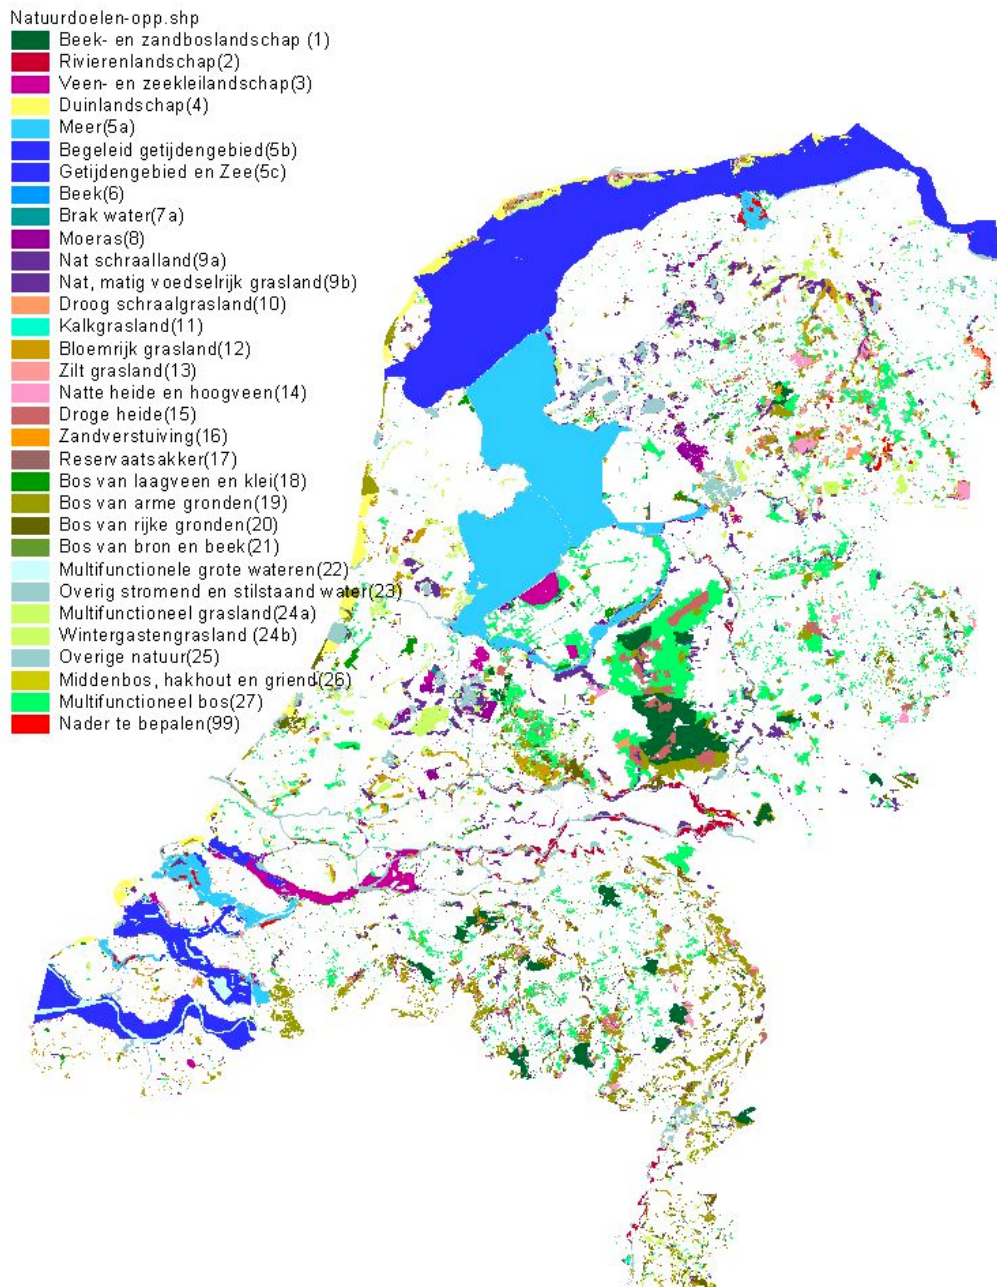 Natuurdoelen-opp.shp
Beek- en zandboslandschap (1)
Rivierenlandschap(2)
Veen- en zeekleilandschap(3)
Duinlandschap(4)
Meer(5a)
Begeleid getijdengebied(5b)
Getijdengebied en Zee(5c)
Beek(6)
Brak water(7a)
Moeras(8)
Nat schraalland(9a)
Nat, matig voedselrijk grasland(9b)
Droog schraalgrasland(10)
Kalkgrasland(11)
Bloemrijk grasland(12)
Zilt grasland(13)
Natte heide en hoogveen(14)
Droge heide(15)
Zandverstuiving(16)
Reservaatsakker(17)
Bos van laagveen en klei(18)
Bos van arme gronden(19)
Bos van rijke gronden(20)
Bos van bron en beek(21)
Multifunctionele grote wateren(22)
Overig stromend en stilstaand water(23)
Multifunctioneel grasland(24a)
Wintergastengrasland (24b)
Overige natuur(25)
Middenbos, hakhout en griend(26)
Multifunctioneel bos(27)
Nader te bepalen(99)